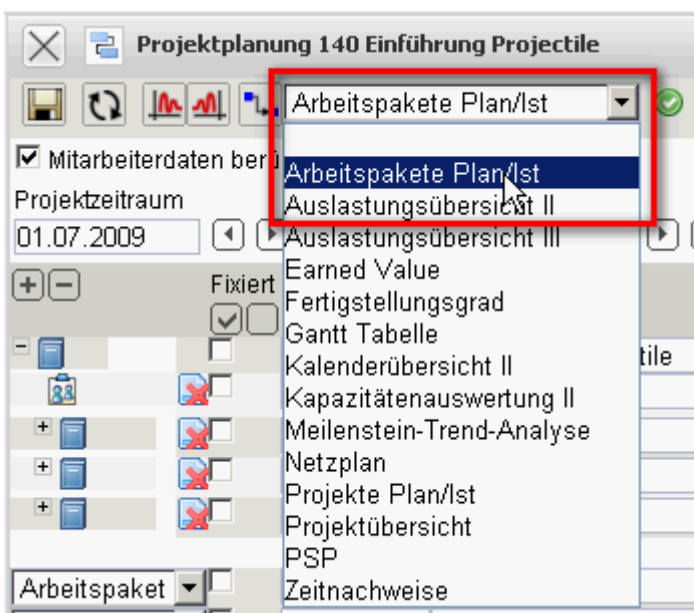 Projektplanung 140 Einführung Projectile
Arbeitspakete Plan/Ist
Mitarbeiterdaten
Arbeitspakete Plan/Ist
Projektzeitraum
Auslastungsübersicht II
01.07.2009
Auslastungsübersicht III
Earned Value
Fixiert
Fertigstellungsgrad
Gantt Tabelle
Kalenderübersicht II
Kapazitätenauswertung II
Meilenstein-Trend-Analyse
Netzplan
Projekte Plan/Ist
Projektübersicht
PSP
Arbeitspaket
Zeitnachweise